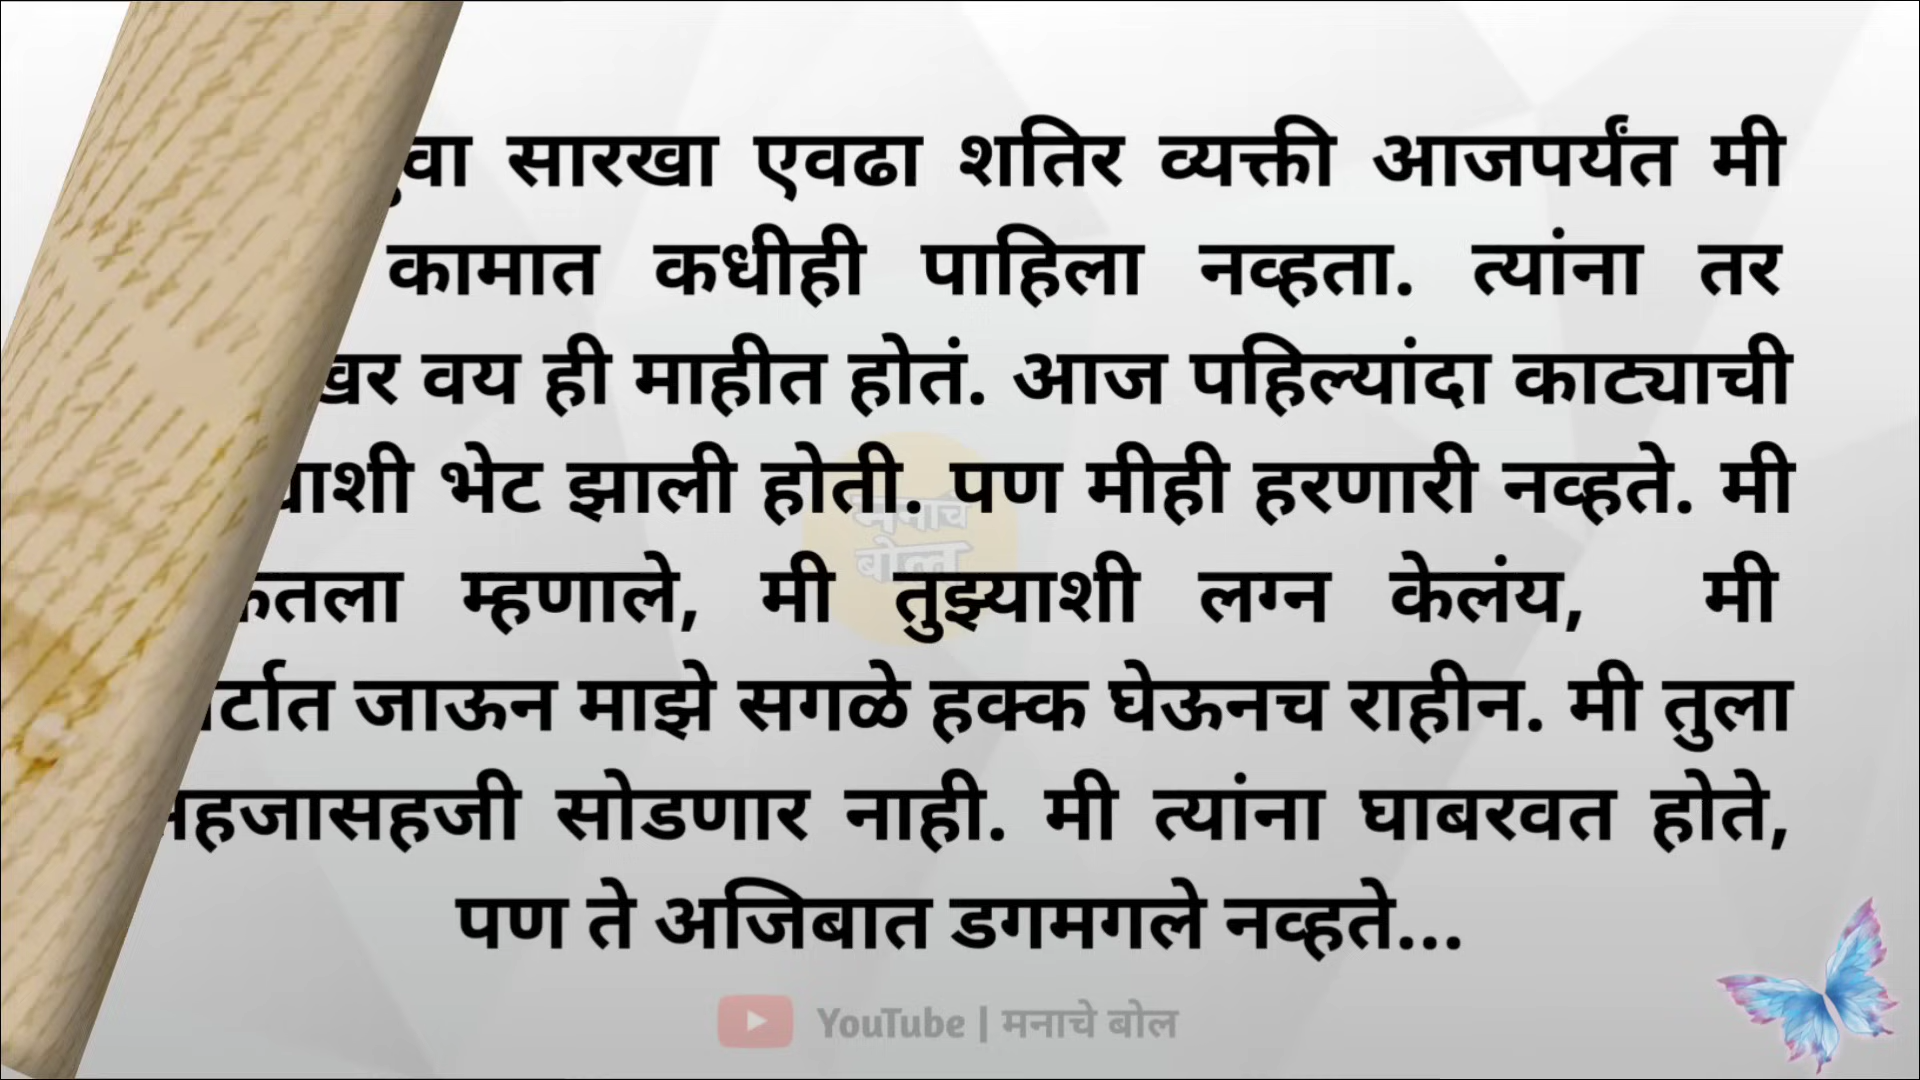 सारखा एवढा शतिर व्यक्ती आजपर्यंत मी
कामात कधीही पाहिला नव्हता. त्यांना तर
वय ही माहीत होतं. आज पहिल्यांदा काट्याची
भेट झाली होती. पण मीही हरणारी नव्हते. मी
म्हणाले, मी तुझ्याशी लग्न केलंय, मी
जाऊन माझे सगळे हक्क घेऊनच राहीन. मी तुला
सोडणार नाही. मी त्यांना घाबरवत होते,
पण ते अजिबात डगमगले नव्हते...
मनाचे
बोल
YouTube | मनाचे बोल